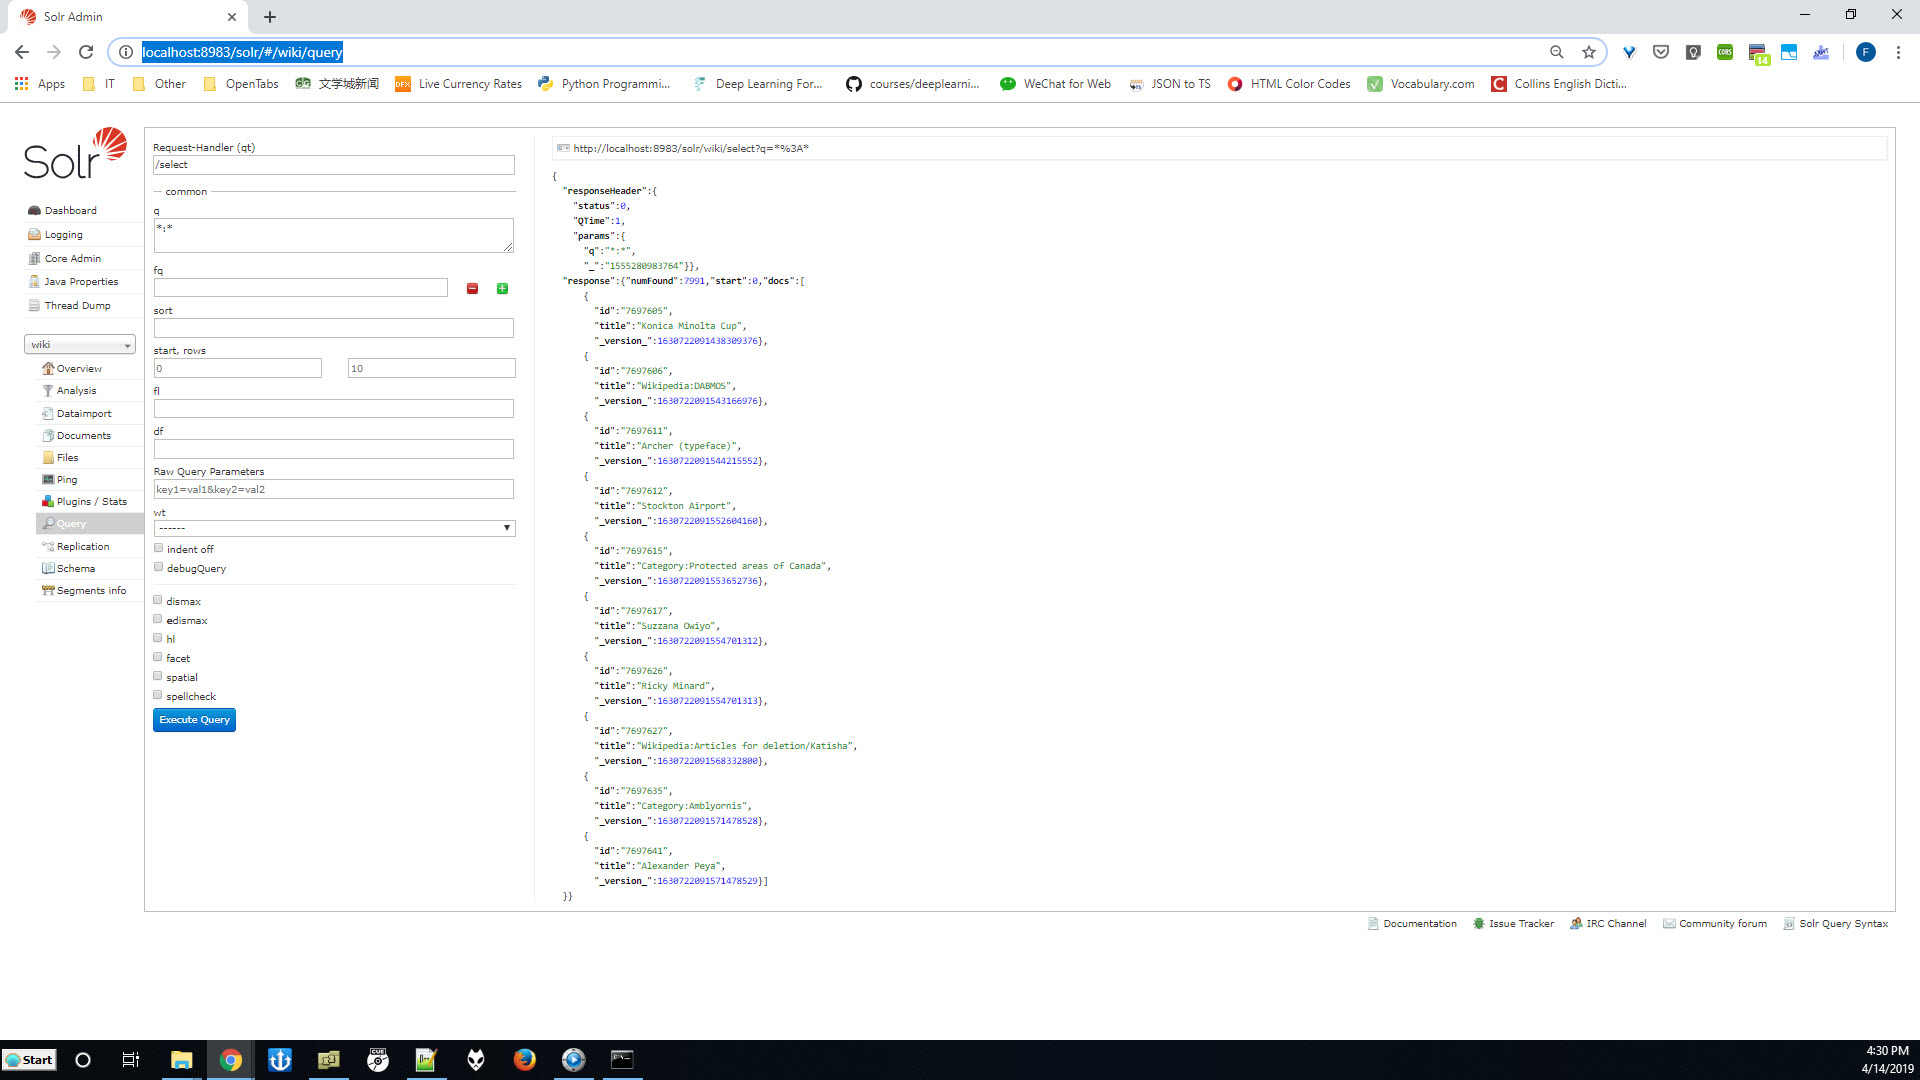 Solr Admin
localhost:8983/solr/#/wiki/query
14
F
Apps IT Other OpenTabs 文学城新闻 Live Currency Rates Python Programmi... Deep Learning For... courses/deeplearni... WeChat for Web JSON to TS HTML Color Codes Vocabulary.com Collins English Dicti...
Solr
Dashboard
Logging
Core Admin
Java Properties
Thread Dump
wiki
Overview
Analysis
Dataimport
Documents
Files
Ping
Plugins / Stats
Query
Replication
Schema
Segments info
Request-Handler (qt)
/select
common
q
*:*
fq
sort
start, rows
0 10
fl
df
Raw Query Parameters
key1=val1&key2=val2
wt
------
indent off
debugQuery
dismax
edismax
hl
facet
spatial
spellcheck
Execute Query
http://localhost:8983/solr/wiki/select?q=*%3A*
{
"responseHeader":{
"status":0,
"QTime":1,
"params":{
"q":"*:*",
"_":"1555280983764"}},
"response":{"numFound":7991,"start":0,"docs":[
{
"id":"7697605",
"title":"Konica Minolta Cup",
"_version_":1630722091438309376},
{
"id":"7697606",
"title":"Wikipedia:DABMOS",
"_version_":1630722091543166976},
{
"id":"7697611",
"title":"Archer (typeface)",
"_version_":1630722091544215552},
{
"id":"7697612",
"title":"Stockton Airport",
"_version_":1630722091552604160},
{
"id":"7697615",
"title":"Category:Protected areas of Canada",
"_version_":1630722091553652736},
{
"id":"7697617",
"title":"Suzzana Owiyo",
"_version_":1630722091554701312},
{
"id":"7697626",
"title":"Ricky Minard",
"_version_":1630722091554701313},
{
"id":"7697627",
"title":"Wikipedia:Articles for deletion/Katisha",
"_version_":1630722091568332800},
{
"id":"7697635",
"title":"Category:Amblyornis",
"_version_":1630722091571478528},
{
"id":"7697641",
"title":"Alexander Peya",
"_version_":1630722091571478529}]
}}
Documentation Issue Tracker IRC Channel Community forum Solr Query Syntax
Start
4:30 PM
4/14/2019